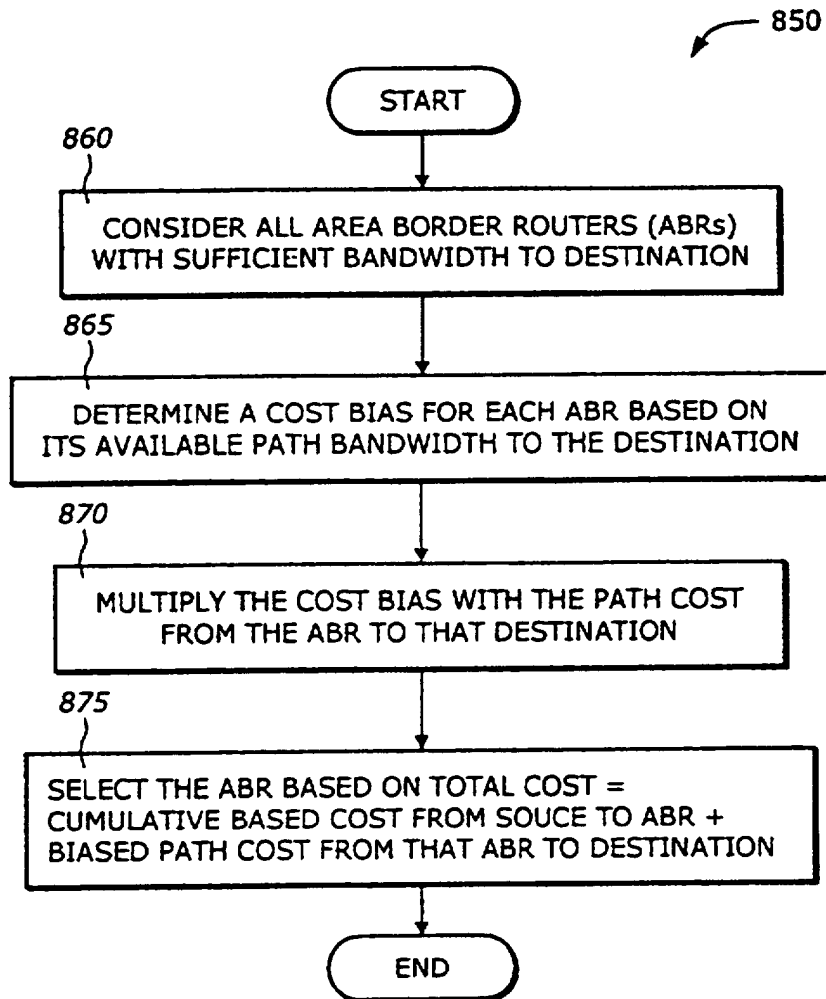 850
START
860
CONSIDER ALL AREA BORDER ROUTERS (ABRs)
WITH SUFFICIENT BANDWIDTH TO DESTINATION
865
DETERMINE A COST BIAS FOR EACH ABR BASED ON
ITS AVAILABLE PATH BANDWIDTH TO THE DESTINATION
870
MULTIPLY THE COST BIAS WITH THE PATH COST
FROM THE ABR TO THAT DESTINATION
875
SELECT THE ABR BASED ON TOTAL COST =
CUMULATIVE BASED COST FROM SOUCE TO ABR +
BIASED PATH COST FROM THAT ABR TO DESTINATION
END